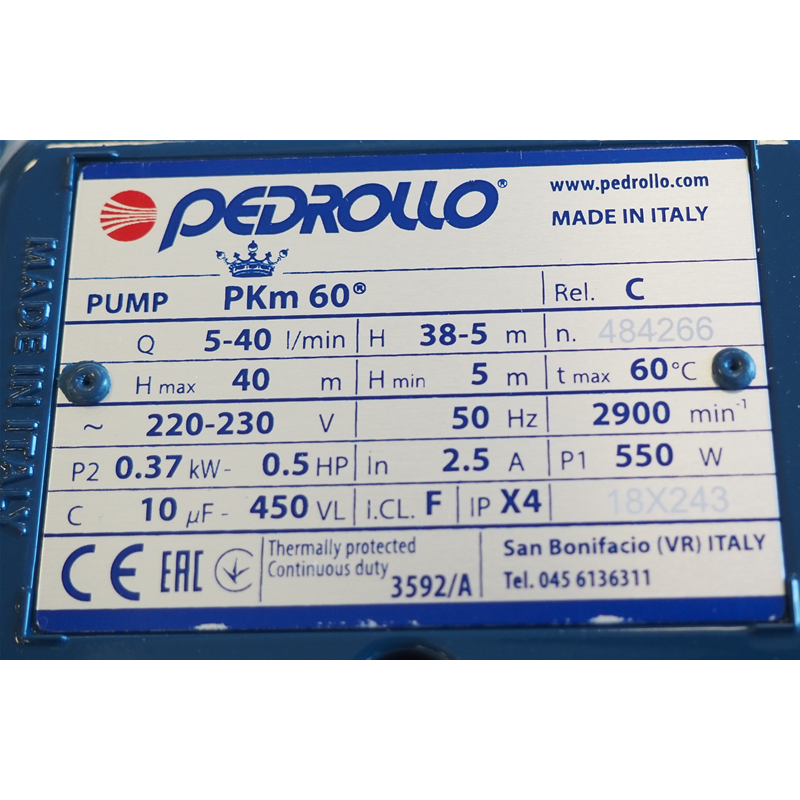 PEDROLLO®
www.pedrollo.com
MADE IN ITALY
PUMP PKm 60® Rel. C
Q 5-40 l/min H 38-5 m n. 484266
H max 40 m H min 5 m t max 60°C
~ 220-230 V 50 Hz 2900 min⁻¹
P2 0.37 kW- 0.5 HP In 2.5 A P1 550 W
C 10 µF- 450 VL I.CL. F IP X4 18X243
CE EAC
Thermally protected
Continuous duty 3592/A
San Bonifacio (VR) ITALY
Tel. 045 6136311
MADE IN ITALY